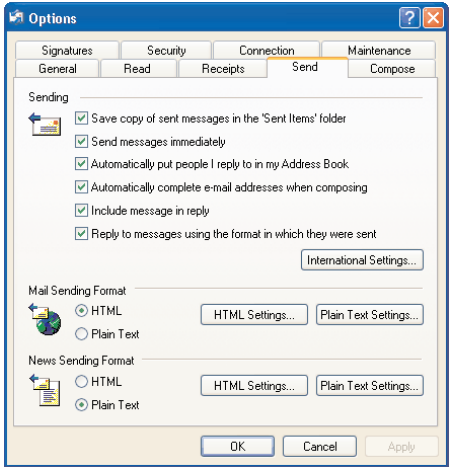 Options
Signatures Security Connection Maintenance
General Read Receipts Send Compose
Sending
Save copy of sent messages in the 'Sent Items' folder
Send messages immediately
Automatically put people I reply to in my Address Book
Automatically complete e-mail addresses when composing
Include message in reply
Reply to messages using the format in which they were sent
International Settings...
Mail Sending Format
HTML HTML Settings... Plain Text Settings...
Plain Text
News Sending Format
HTML HTML Settings... Plain Text Settings...
Plain Text
OK Cancel Apply